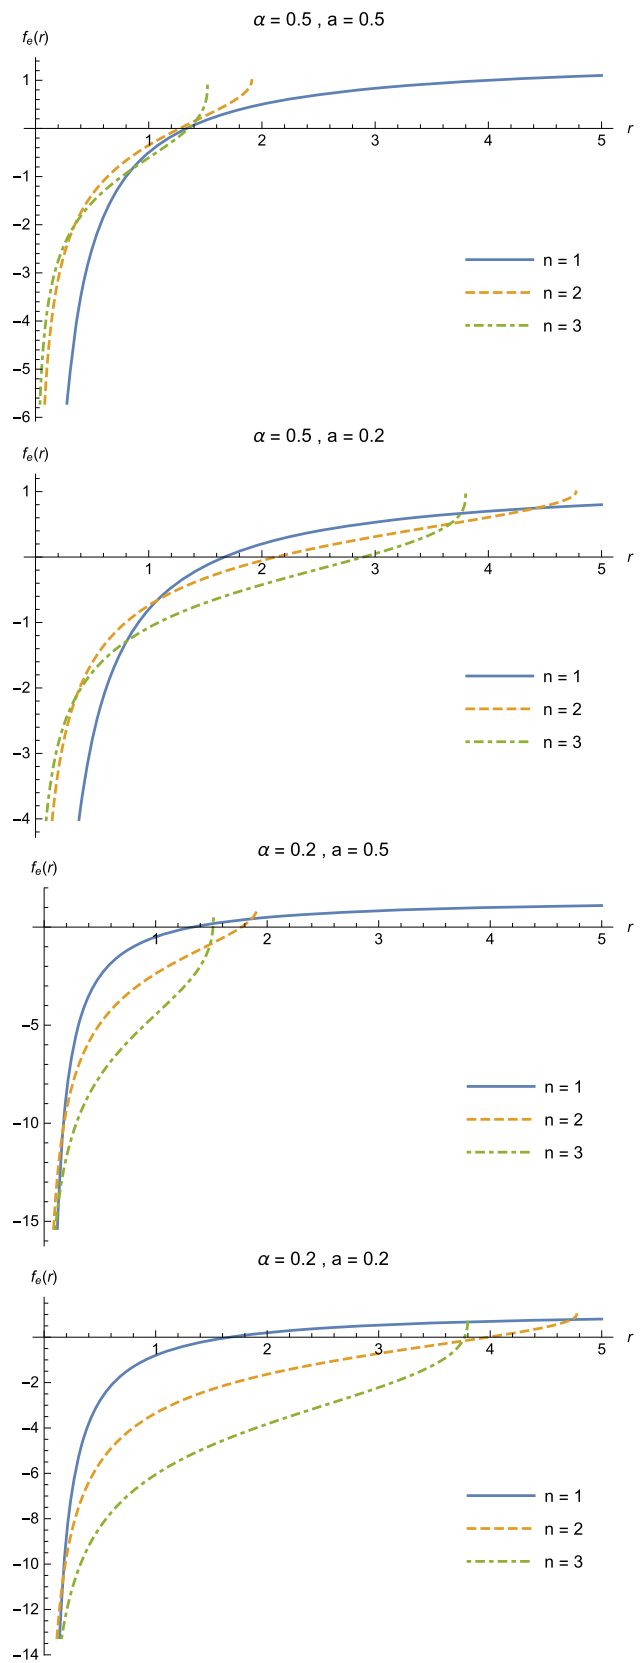 α = 0.5 , a = 0.5
fe(r)
1
−1
−2
−3
−4
−5
−6
1 2 3 4 5 r
n = 1
n = 2
n = 3
α = 0.5 , a = 0.2
fe(r)
1
−1
−2
−3
−4
1 2 3 4 5 r
n = 1
n = 2
n = 3
α = 0.2 , a = 0.5
fe(r)
−5
−10
−15
1 2 3 4 5 r
n = 1
n = 2
n = 3
α = 0.2 , a = 0.2
fe(r)
−2
−4
−6
−8
−10
−12
−14
1 2 3 4 5 r
n = 1
n = 2
n = 3